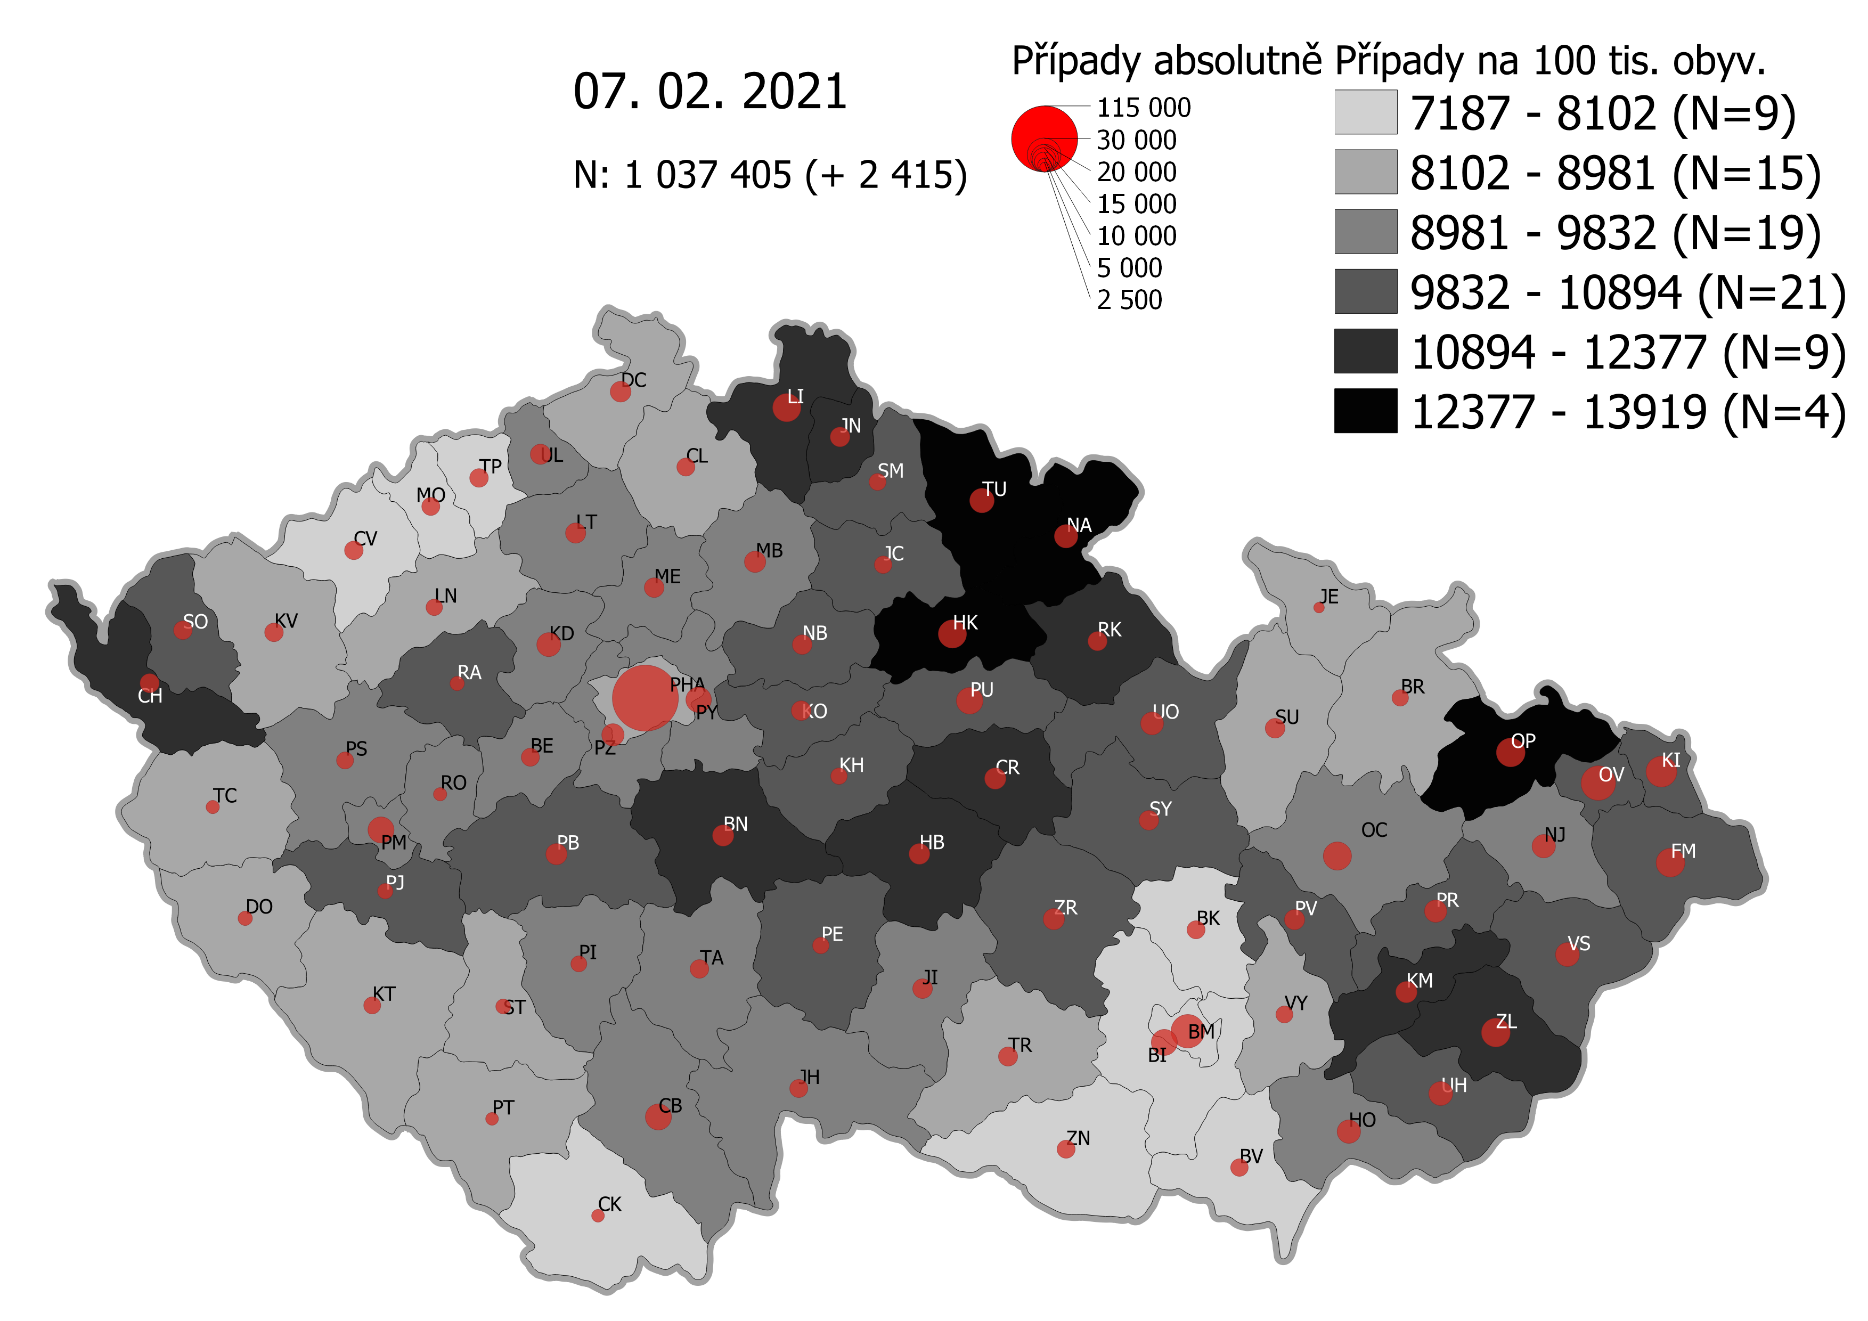 07. 02. 2021
N: 1 037 405 (+ 2 415)
Případy absolutně
115 000
30 000
20 000
15 000
10 000
5 000
2 500
Případy na 100 tis. obyv.
7187 - 8102 (N=9)
8102 - 8981 (N=15)
8981 - 9832 (N=19)
9832 - 10894 (N=21)
10894 - 12377 (N=9)
12377 - 13919 (N=4)
DC
LI
JN
UL
TP
CL
SM
MO
TU
LT
NA
CV
MB
JC
ME
LN
JE
SO
KV
KD
NB
HK
RK
RA
PHA
BR
CH
PY
KO
PU
UO
SU
PS
BE
PZ
OP
RO
KH
CR
OV
KI
TC
SY
PM
PB
BN
HB
OC
NJ
FM
PJ
DO
ZR
BK
PV
PR
PI
TA
PE
VS
KT
ST
JI
VY
KM
TR
BI
BM
ZL
JH
UH
PT
CB
HO
ZN
BV
CK